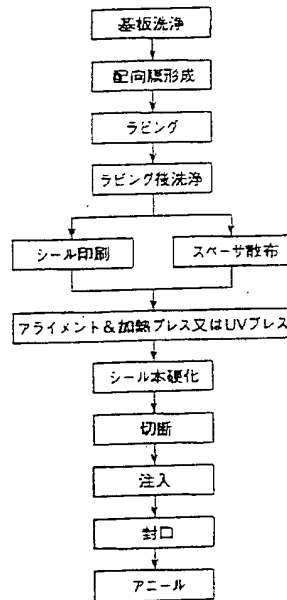 基板洗浄
配向膜形成
ラビング
ラビング後洗浄
シール印刷
スペーサ散布
アライメント&加熱プレス又はUVプレス
シール本硬化
切断
注入
封口
アニール